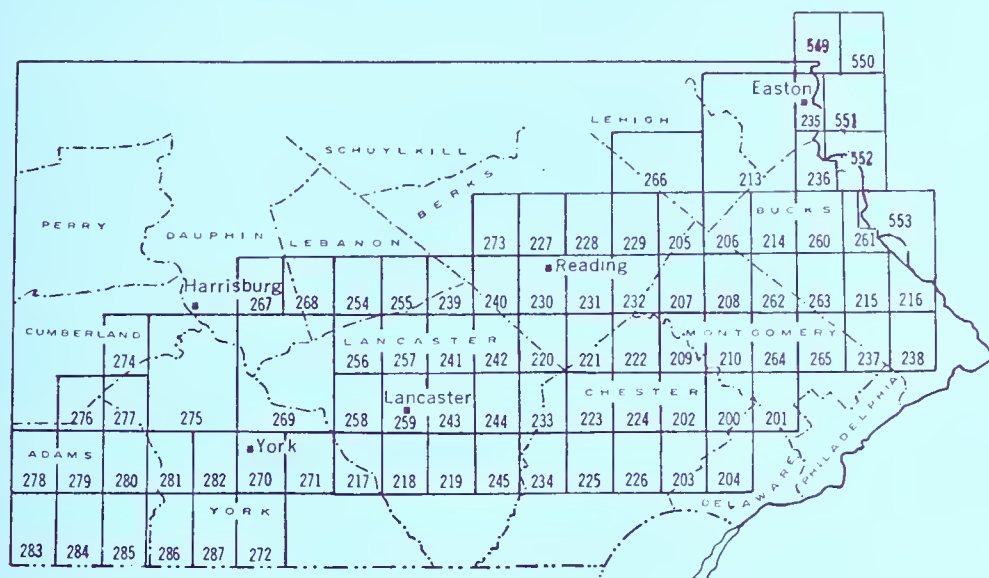 549 550
Easton
235 551
LEHIGH
SCHUYLKILL
552
266 213 236
BERKS
BUCKS
553
PERRY
DAUPHIN LEBANON
273 227 228 229 205 206 214 260 261
Reading
Harrisburg
267 268 254 255 239 240 230 231 232 207 208 262 263 215 216
CUMBERLAND
LANCASTER
MONTGOMERY
274 256 257 241 242 220 221 222 209 210 264 265 237 238
CHESTER
Lancaster
276 277 275 269 258 259 243 244 233 223 224 202 200 201
PHILADELPHIA
York
ADAMS
DELAWARE
278 279 280 281 282 270 271 217 218 219 245 234 225 226 203 204
YORK
283 284 285 286 287 272